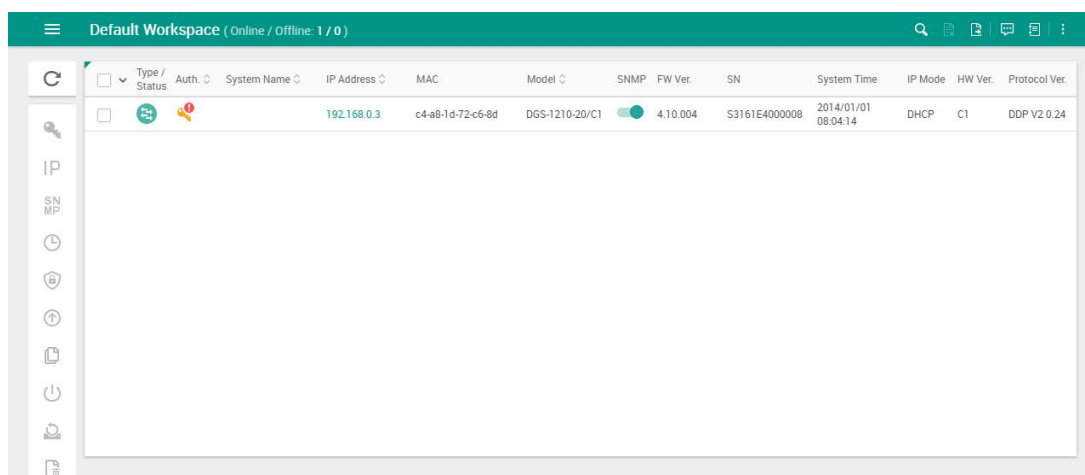 Default Workspace ( Online / Offline: 1 / 0 )
Type / Status Auth. System Name IP Address MAC Model SNMP FW Ver. SN System Time IP Mode HW Ver. Protocol Ver.
192.168.0.3 c4-a8-1d-72-c6-8d DGS-1210-20/C1 4.10.004 S3161E4000008 2014/01/01 08:04:14 DHCP C1 DDP V2 0.24
IP
SN
MP